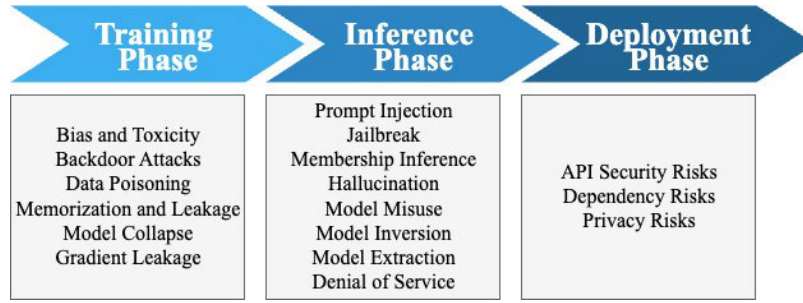 Training
Phase
Inference
Phase
Deployment
Phase
Bias and Toxicity
Backdoor Attacks
Data Poisoning
Memorization and Leakage
Model Collapse
Gradient Leakage
Prompt Injection
Jailbreak
Membership Inference
Hallucination
Model Misuse
Model Inversion
Model Extraction
Denial of Service
API Security Risks
Dependency Risks
Privacy Risks